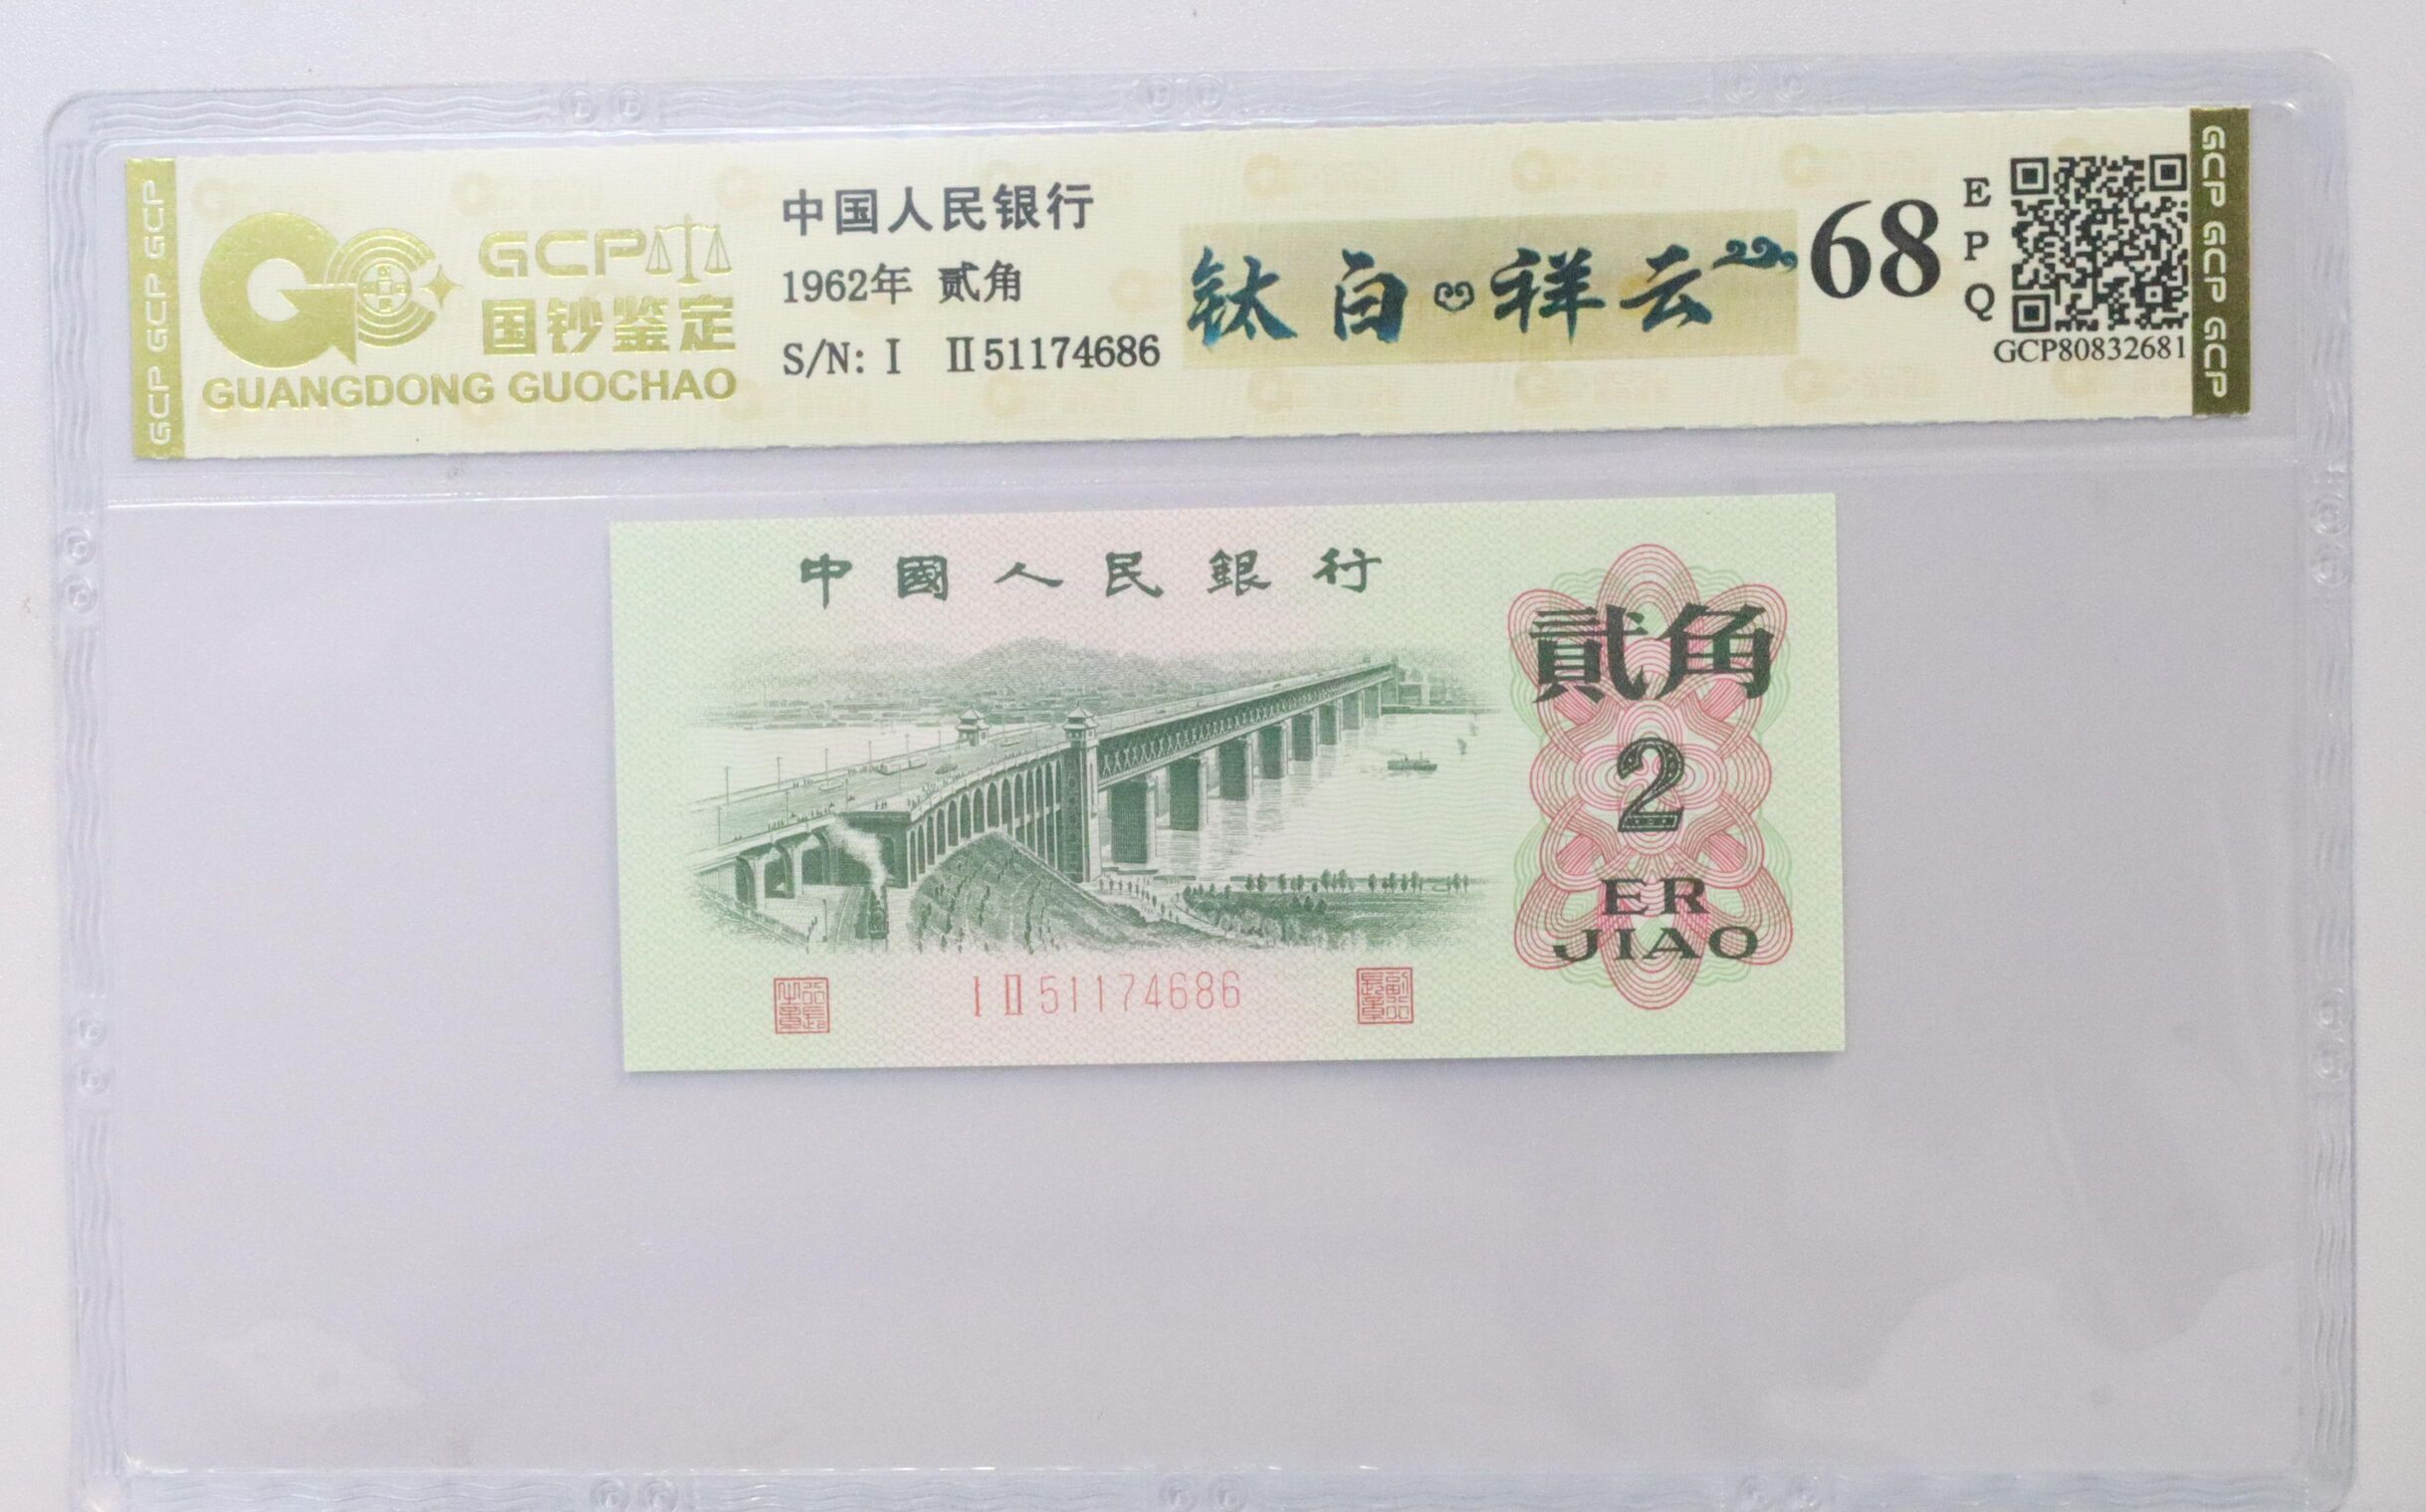 GCP GCP GCP
GCP
国钞鉴定
GUANGDONG GUOCHAO
中国人民银行
1962年 贰角
S/N: I Ⅱ51174686
钛白·祥云
68
E
P
Q
GCP80832681
GCP GCP GCP
中國人民銀行
貳角
2
ER
JIAO
I Ⅱ 51174686